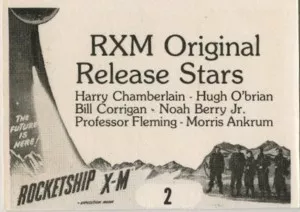 RXM Original
Release Stars
Harry Chamberlain - Hugh O'brian
Bill Corrigan - Noah Berry Jr.
Professor Fleming - Morris Ankrum
THE
FUTURE
IS
HERE!
ROCKETSHIP X-M
2